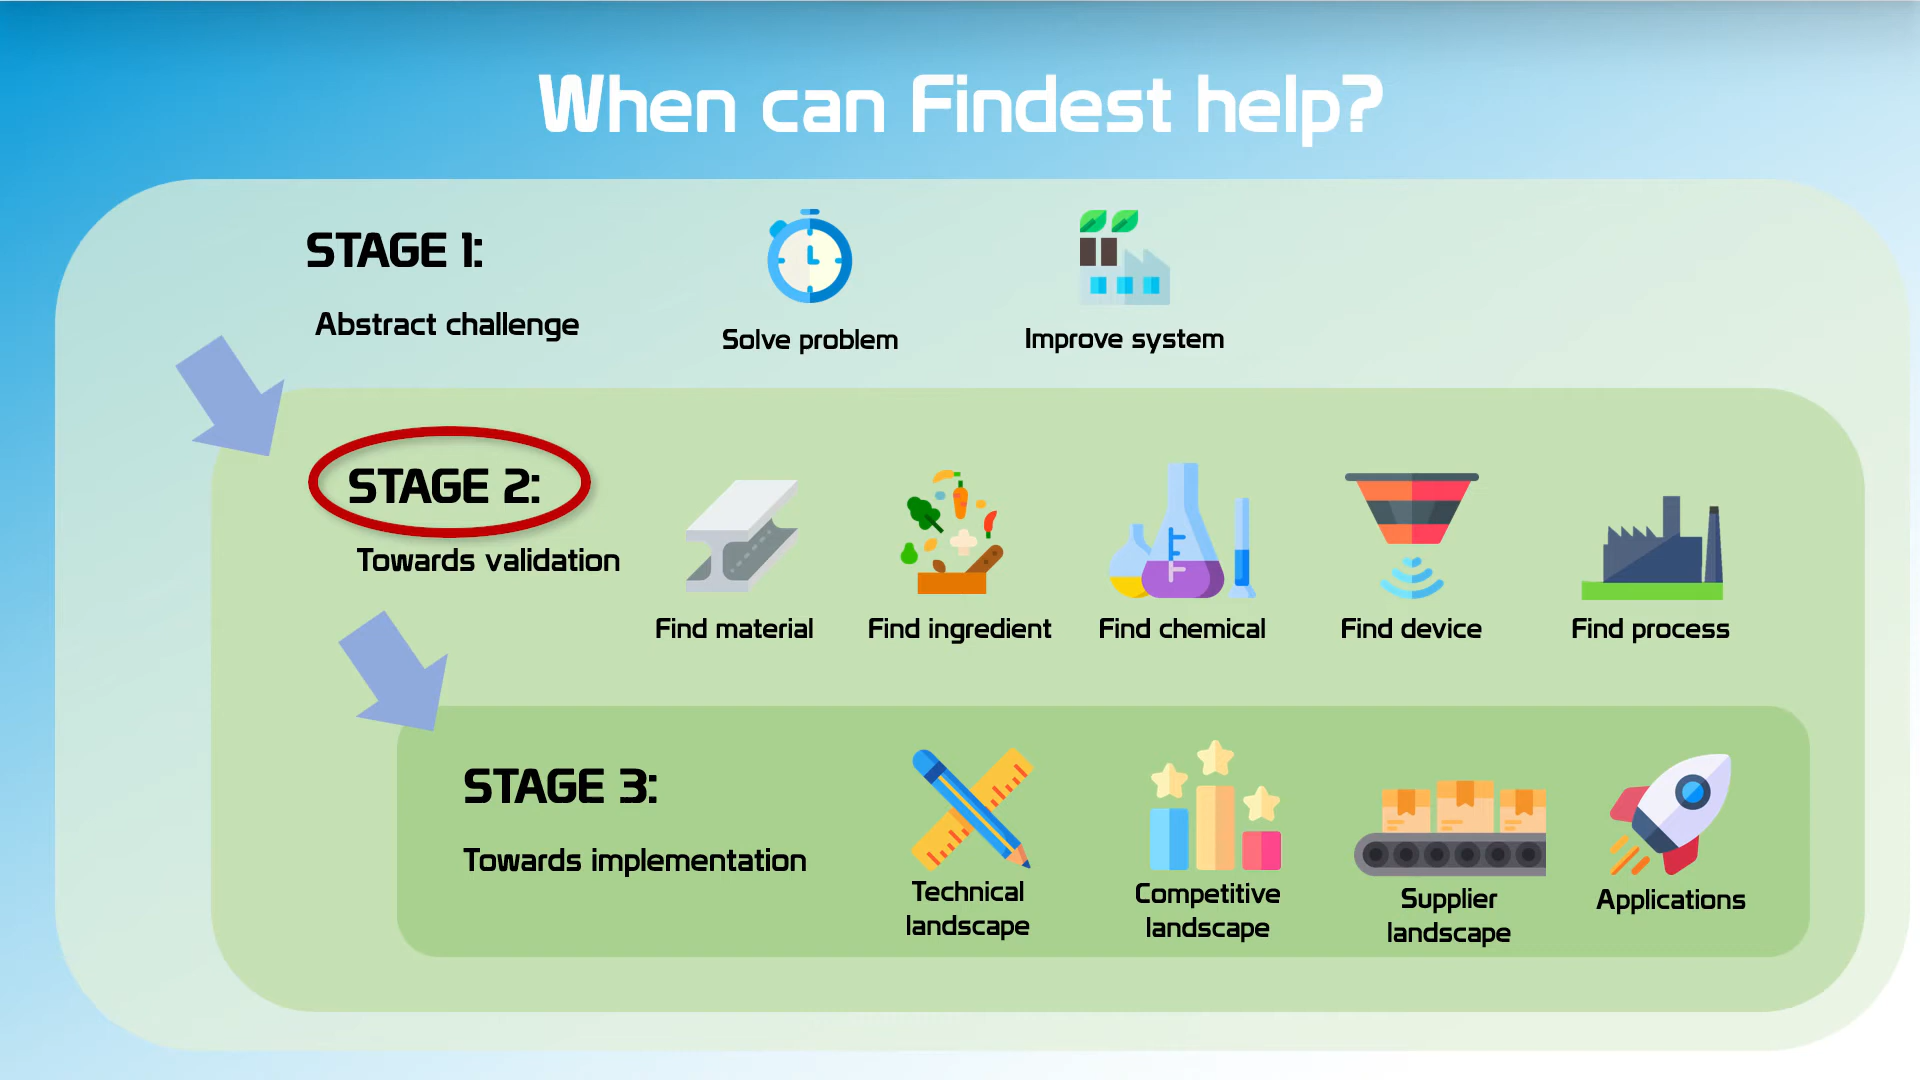 When can Findest help?
STAGE 1:
Abstract challenge
Solve problem
Improve system
STAGE 2:
Towards validation
Find material
Find ingredient
Find chemical
Find device
Find process
STAGE 3:
Towards implementation
Technical
landscape
Competitive
landscape
Supplier
landscape
Applications